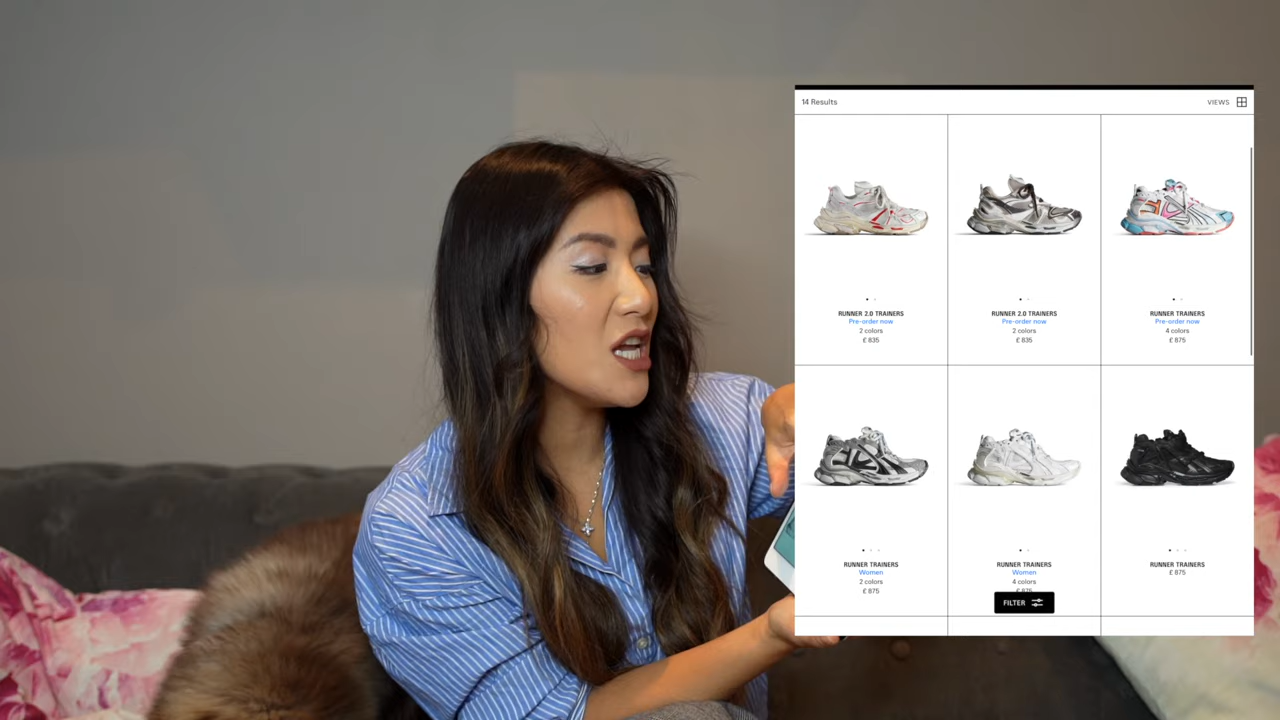 14 Results
VIEWS
RUNNER 2.0 TRAINERS
Pre-order now
2 colors
£ 835
RUNNER 2.0 TRAINERS
Pre-order now
2 colors
£ 835
RUNNER TRAINERS
Pre-order now
4 colors
£ 875
RUNNER TRAINERS
Women
2 colors
£ 875
RUNNER TRAINERS
Women
4 colors
£ 875
RUNNER TRAINERS
£ 875
FILTER